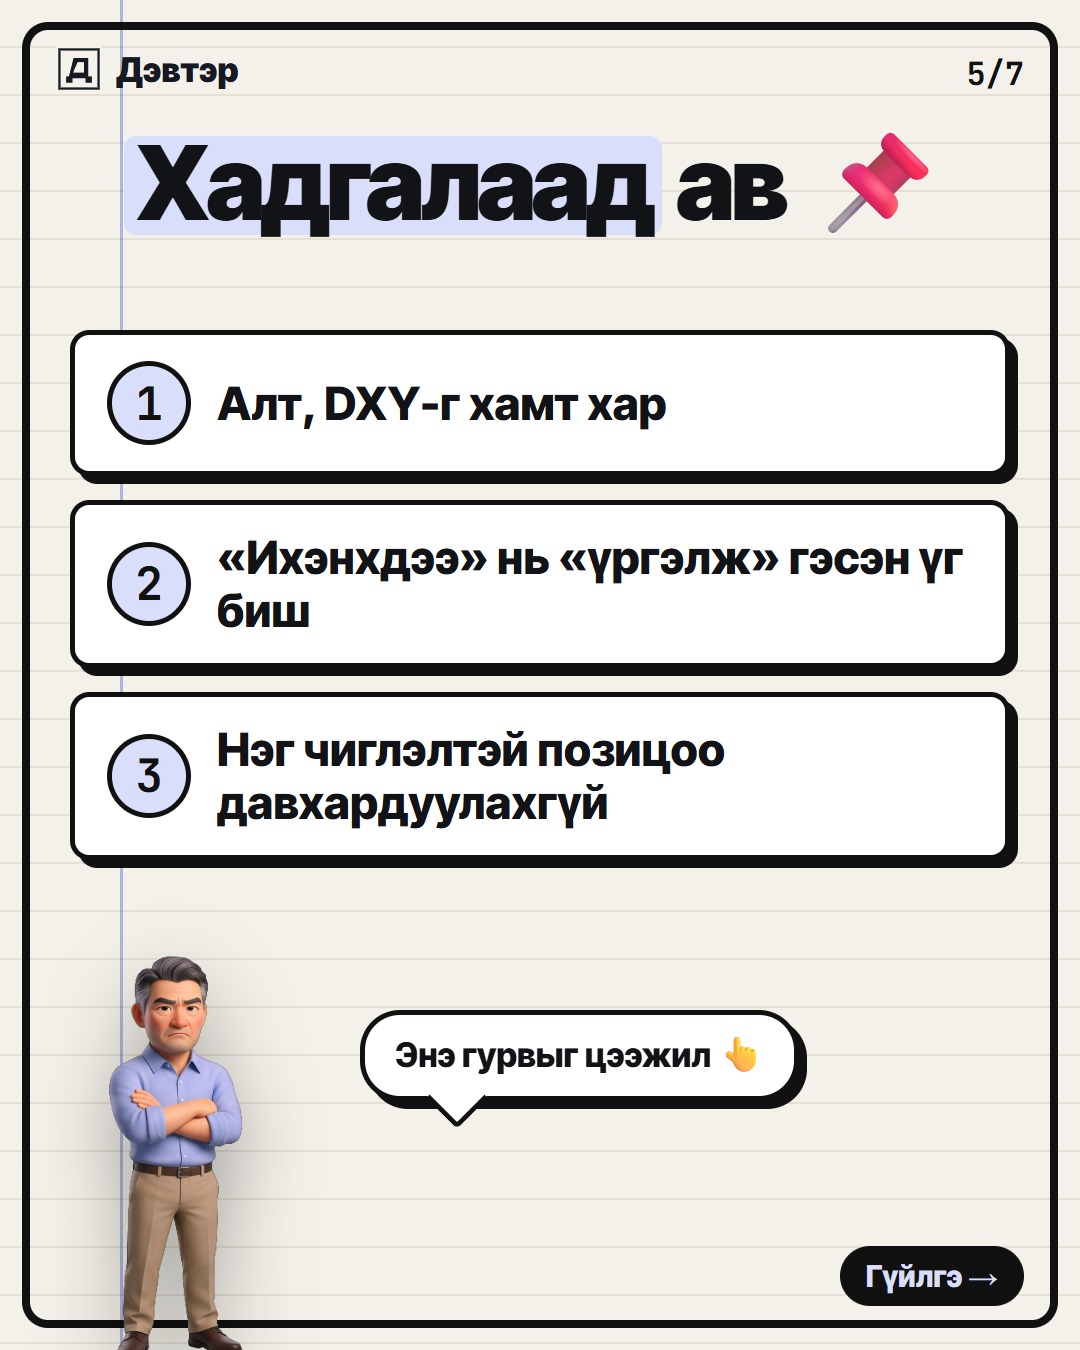 Д Дэвтэр
5/7
Хадгалаад ав 📌
1 Алт, DXY-г хамт хар
2 «Ихэнхдээ» нь «үргэлж» гэсэн үг
биш
3 Нэг чиглэлтэй позицоо
давхардуулахгүй
Энэ гурвыг цээжил 👆
Гүйлгэ →